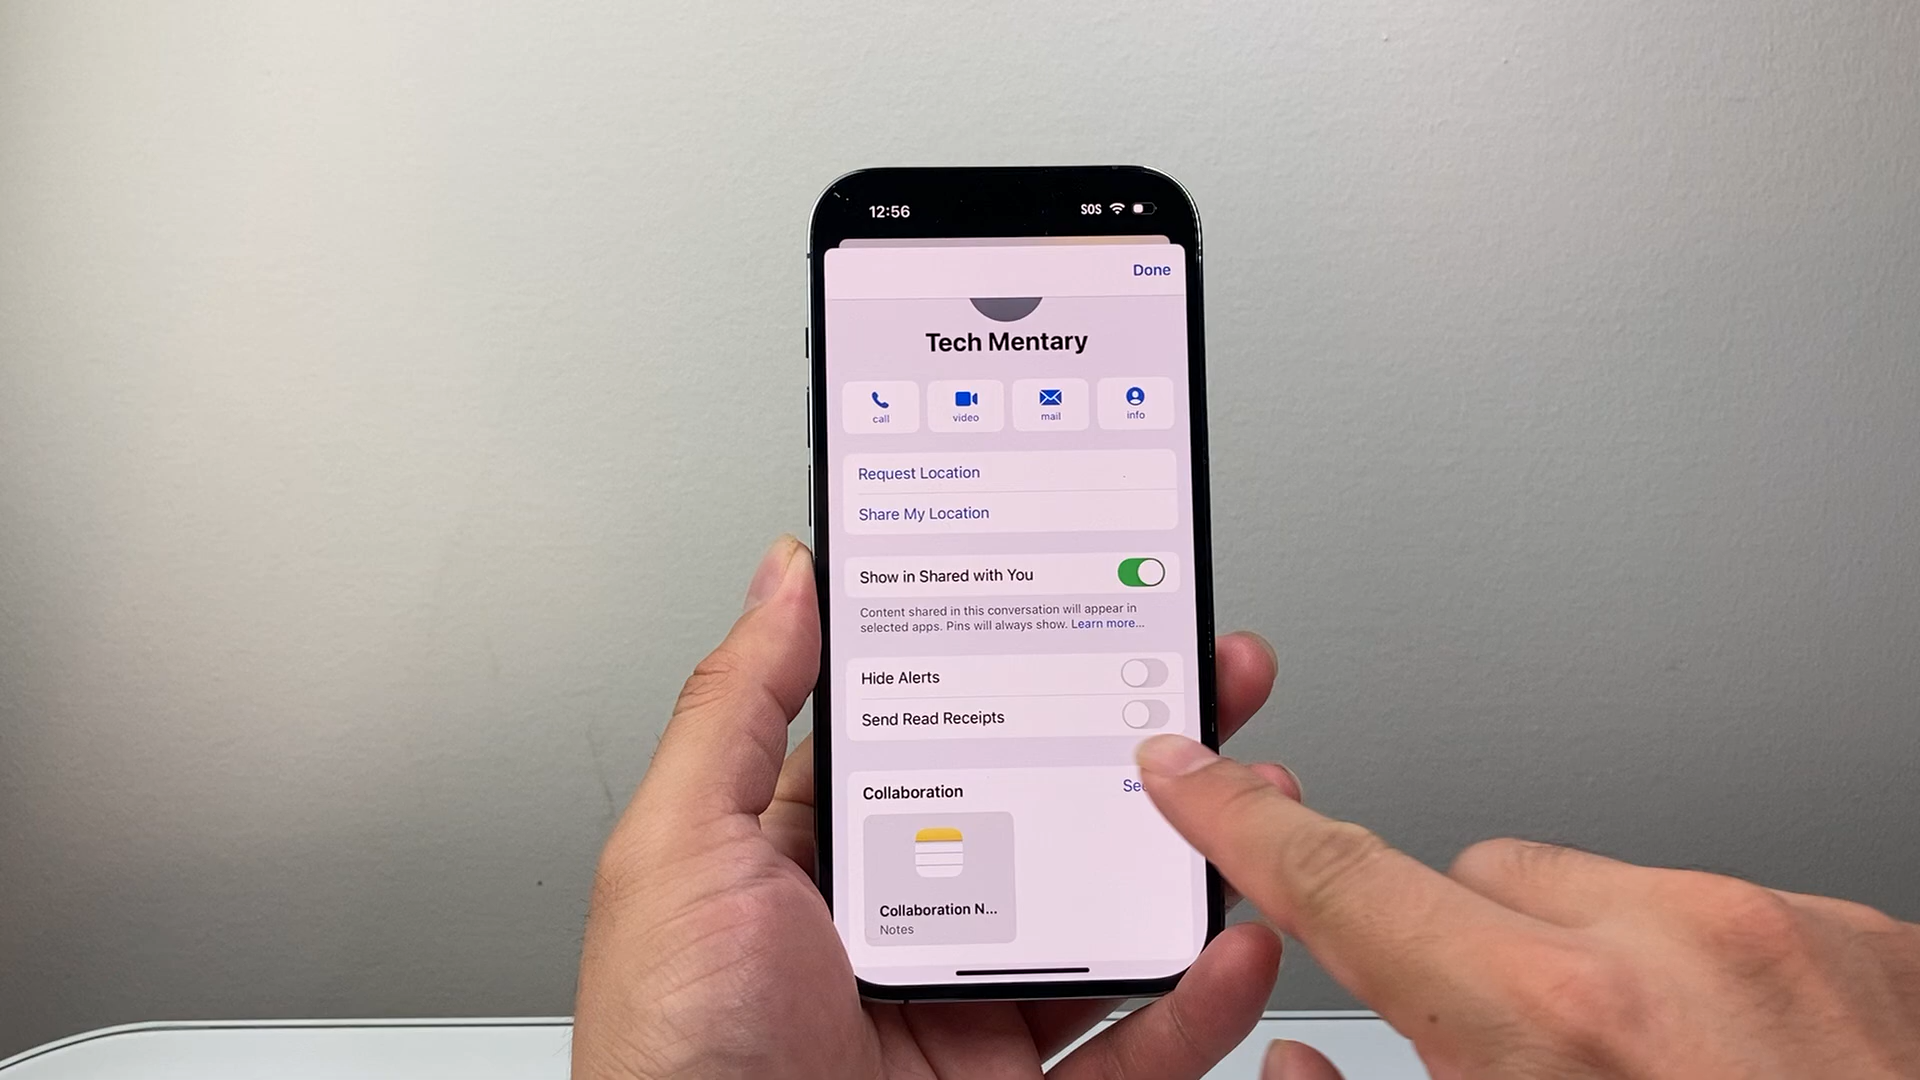 12:56 SOS
Done
Tech Mentary
call video mail info
Request Location
Share My Location
Show in Shared with You
Content shared in this conversation will appear in
selected apps. Pins will always show. Learn more...
Hide Alerts
Send Read Receipts
Collaboration
Collaboration N...
Notes